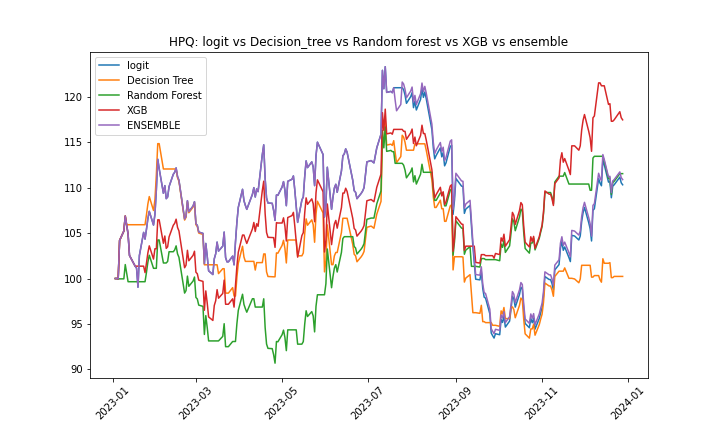 HPQ: logit vs Decision_tree vs Random forest vs XGB vs ensemble
logit
Decision Tree
Random Forest
XGB
ENSEMBLE
120
115
110
105
100
95
90
2023-01
2023-03
2023-05
2023-07
2023-09
2023-11
2024-01